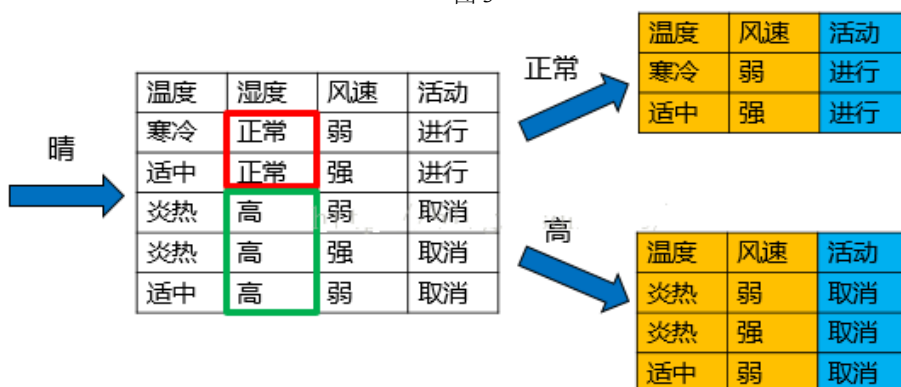 晴
温度 湿度 风速 活动
寒冷 正常 弱 进行
适中 正常 强 进行
炎热 高 弱 取消
炎热 高 强 取消
适中 高 弱 取消
正常
温度 风速 活动
寒冷 弱 进行
适中 强 进行
高
温度 风速 活动
炎热 弱 取消
炎热 强 取消
适中 弱 取消